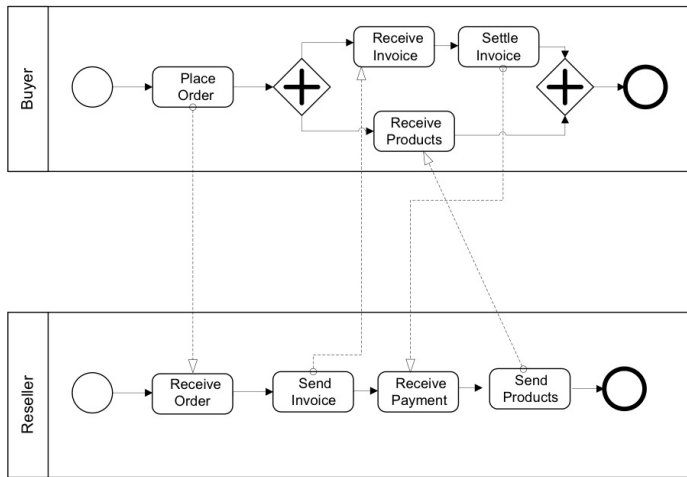 Buyer
Place
Order
Receive
Invoice
Settle
Invoice
Receive
Products
Reseller
Receive
Order
Send
Invoice
Receive
Payment
Send
Products